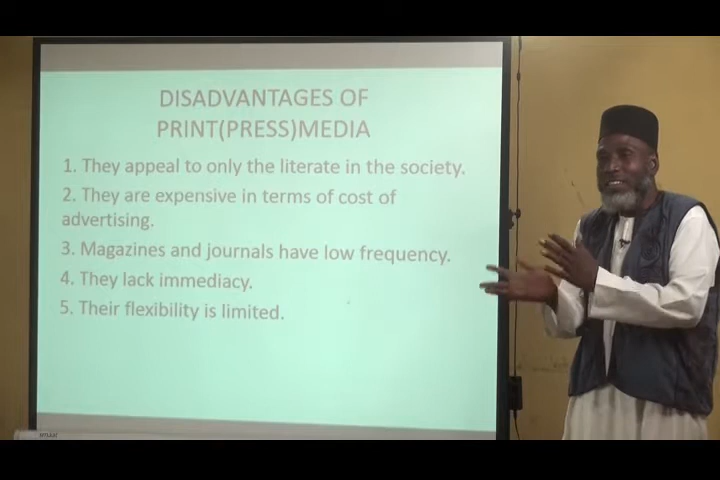 DISADVANTAGES OF
PRINT(PRESS)MEDIA
1. They appeal to only the literate in the society.
2. They are expensive in terms of cost of
advertising.
3. Magazines and journals have low frequency.
4. They lack immediacy.
5. Their flexibility is limited.